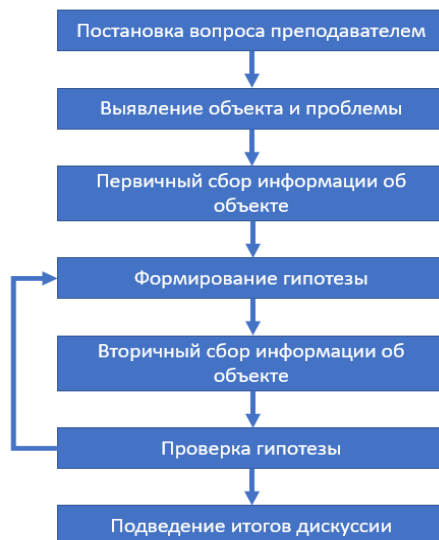 Постановка вопроса преподавателем
Выявление объекта и проблемы
Первичный сбор информации об
объекте
Формирование гипотезы
Вторичный сбор информации об
объекте
Проверка гипотезы
Подведение итогов дискуссии